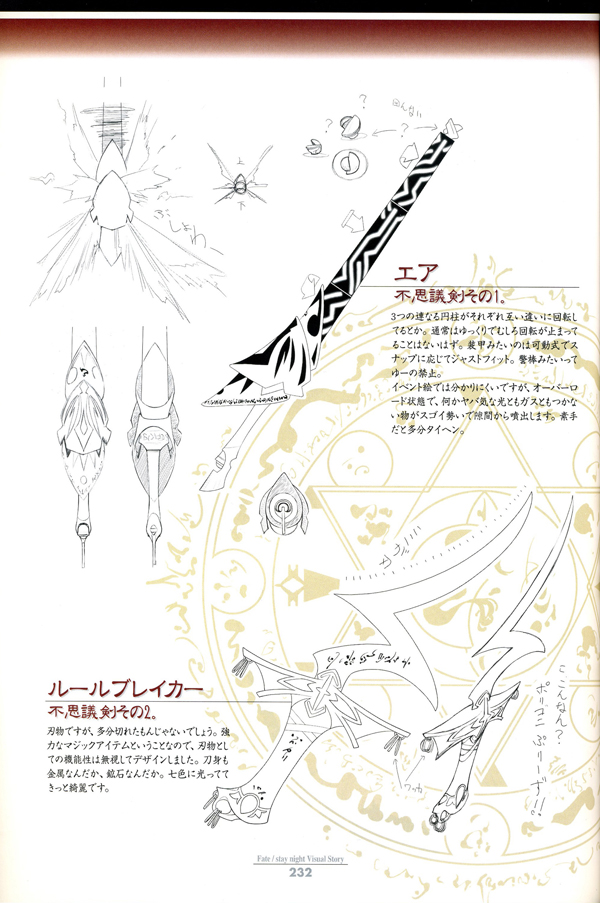 上
下
ぶしょわ
?
?
?
エア
不思議剣その1。
3つの連なる円柱がそれぞれ互い違いに回転し
てるとか。通常はゆっくりでむしろ回転が止まってることはないはず。装甲みたいのは可動式でス
ナップに応じてジャストフィット。警棒みたいって
ゆーの禁止。
イベント絵では分かりにくいですが、オーバーロ
ード状態で、何かヤバ気な光ともガスともつかな
い物がスゴイ勢いで隙間から噴出します。素手
だと多分タイヘン。
ルールブレイカー
不思議剣その2。
刃物ですが、多分切れたもんじゃないでしょう。強
力なマジックアイテムということなので、刃物とし
ての機能性は無視してデザインしました。刀身も
金属なんだか、鉱石なんだか。七色に光ってて
きっと綺麗です。
こんなん?
ポリゴン
ぷりーず!!
ワッカ
Fate / stay night Visual Story
232